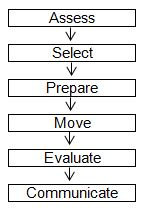 Assess
Select
Prepare
Move
Evaluate
Communicate